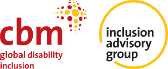 cbm
global disability
inclusion
inclusion
advisory
group